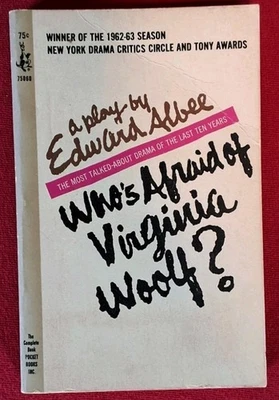 75¢
75060
WINNER OF THE 1962-63 SEASON
NEW YORK DRAMA CRITICS CIRCLE AND TONY AWARDS
a play by
Edward Albee
THE MOST TALKED-ABOUT DRAMA OF THE LAST TEN YEARS
Who's Afraid of
Virginia
Woolf?
The
Complete
Book
POCKET
BOOKS
INC.